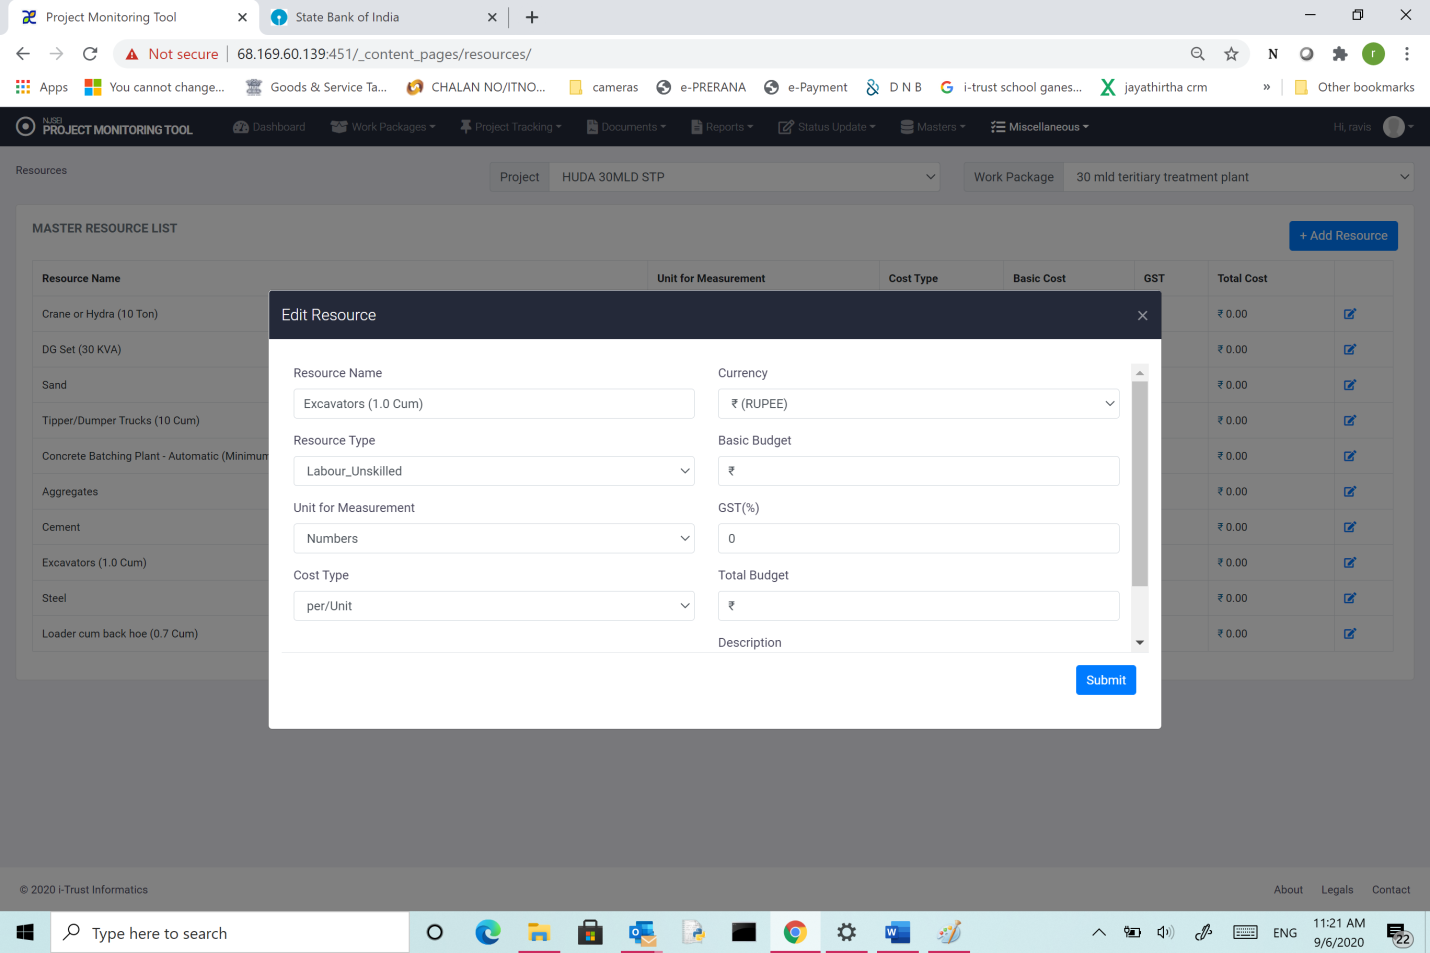 Project Monitoring Tool
State Bank of India
Not secure
68.169.60.139:451/_content_pages/resources/
N
r
Apps
You cannot change...
Goods & Service Ta...
CHALAN NO/ITNO...
cameras
e-PRERANA
e-Payment
D N B
i-trust school ganes...
jayathirtha crm
»
Other bookmarks
NJSEI
PROJECT MONITORING TOOL
Dashboard
Work Packages
Project Tracking
Documents
Reports
Status Update
Masters
Miscellaneous
Hi, ravis
Resources
Project
HUDA 30MLD STP
Work Package
30 mld teritiary treatment plant
MASTER RESOURCE LIST
+ Add Resource
Resource Name
Unit for Measurement
Cost Type
Basic Cost
GST
Total Cost
Crane or Hydra (10 Ton)
₹ 0.00
DG Set (30 KVA)
₹ 0.00
Sand
₹ 0.00
Tipper/Dumper Trucks (10 Cum)
₹ 0.00
Concrete Batching Plant - Automatic (Minimum
₹ 0.00
Aggregates
₹ 0.00
Cement
₹ 0.00
Excavators (1.0 Cum)
₹ 0.00
Steel
₹ 0.00
Loader cum back hoe (0.7 Cum)
₹ 0.00
Edit Resource
Resource Name
Excavators (1.0 Cum)
Resource Type
Labour_Unskilled
Unit for Measurement
Numbers
Cost Type
per/Unit
Currency
₹ (RUPEE)
Basic Budget
₹
GST(%)
0
Total Budget
₹
Description
Submit
© 2020 i-Trust Informatics
About
Legals
Contact
Type here to search
ENG
11:21 AM
9/6/2020
22